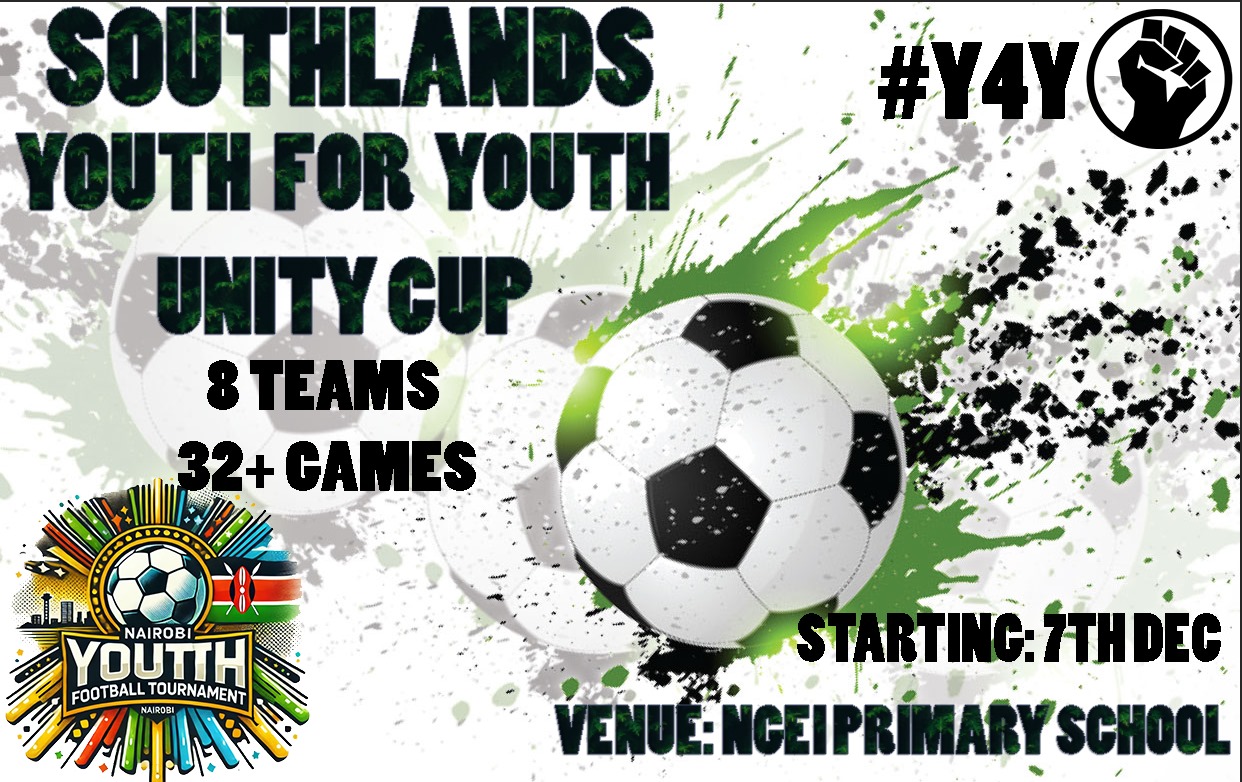 SOUTHLANDS
YOUTH FOR YOUTH
UNITY CUP
8 TEAMS
32+ GAMES
#Y4Y
NAIROBI
YOUTTH
FOOTBALL TOURNAMENT
NAIROBI
STARTING: 7TH DEC
VENUE: NGEI PRIMARY SCHOOL